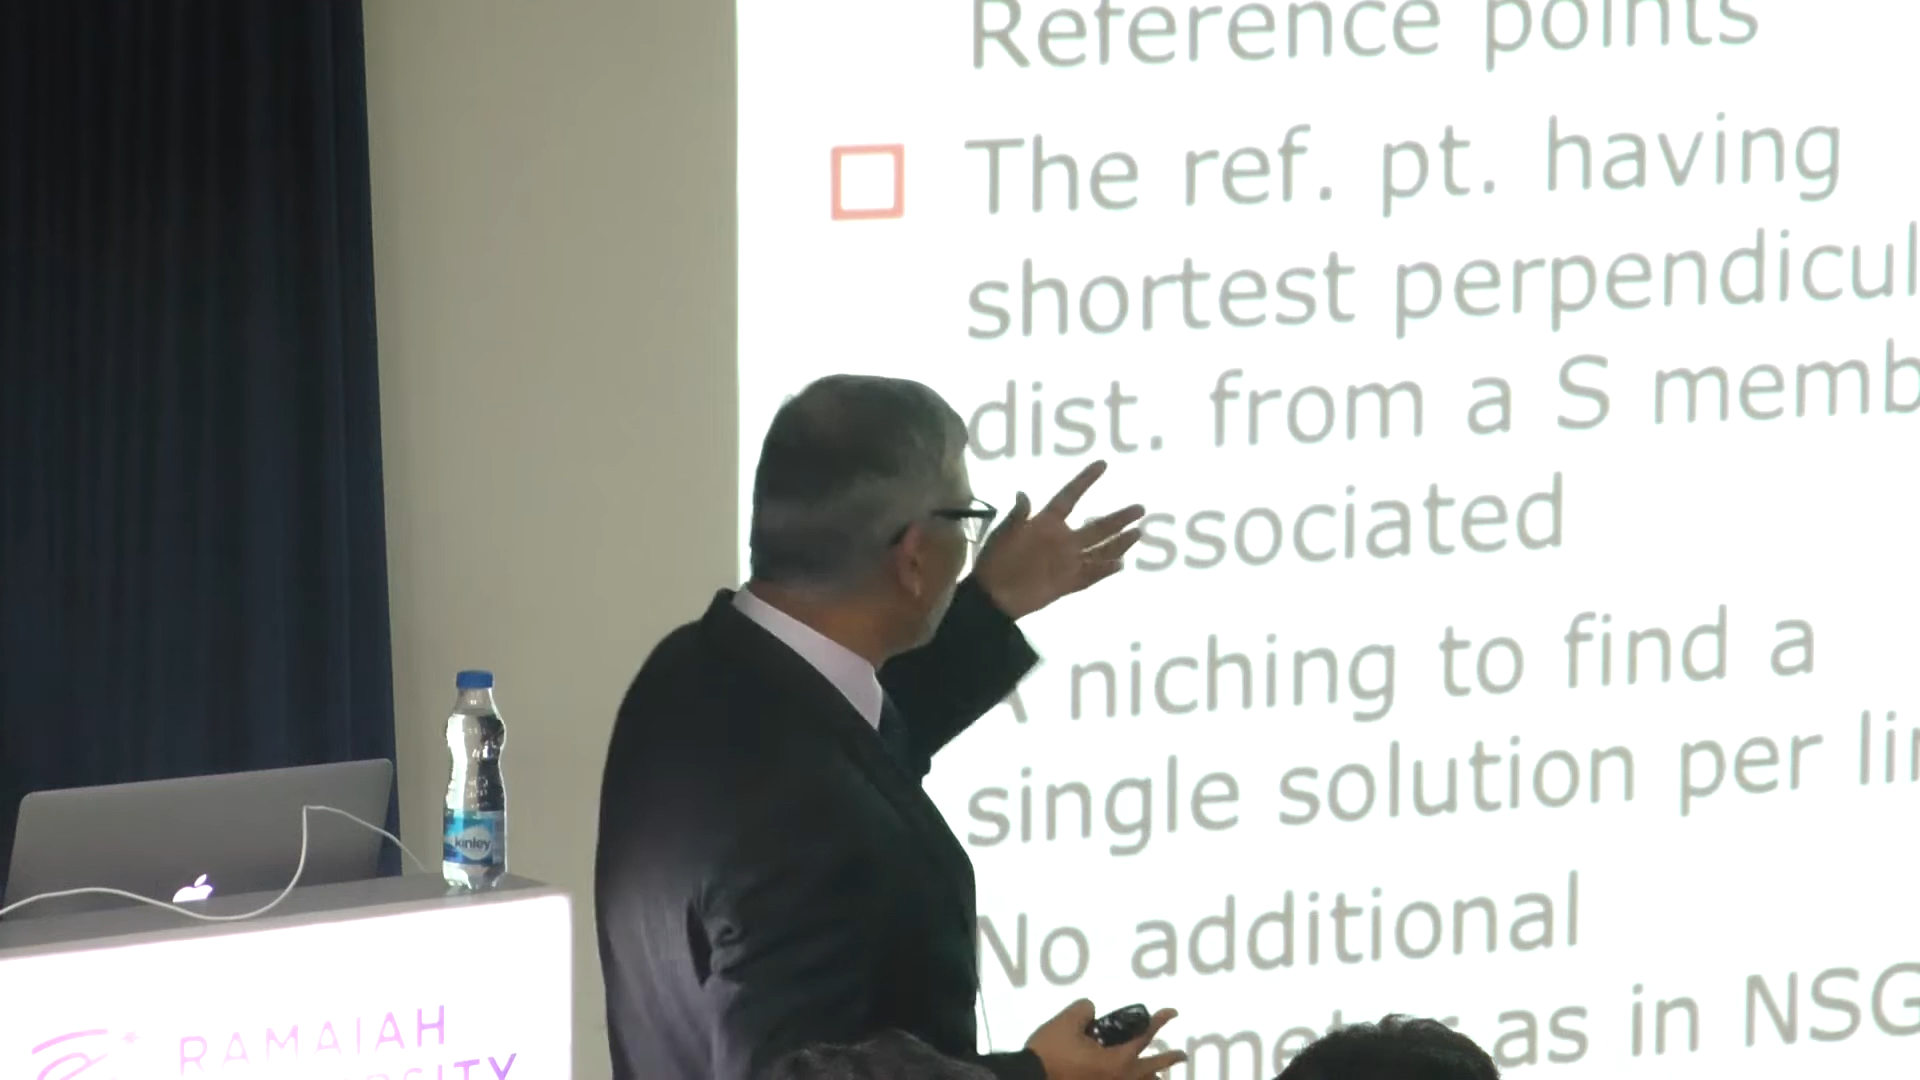 Reference points
The ref. pt. having
shortest perpendicul
dist. from a S memb
ssociated
A niching to find a
single solution per li
No additional
as in NSG
kinley
RAMAIAH